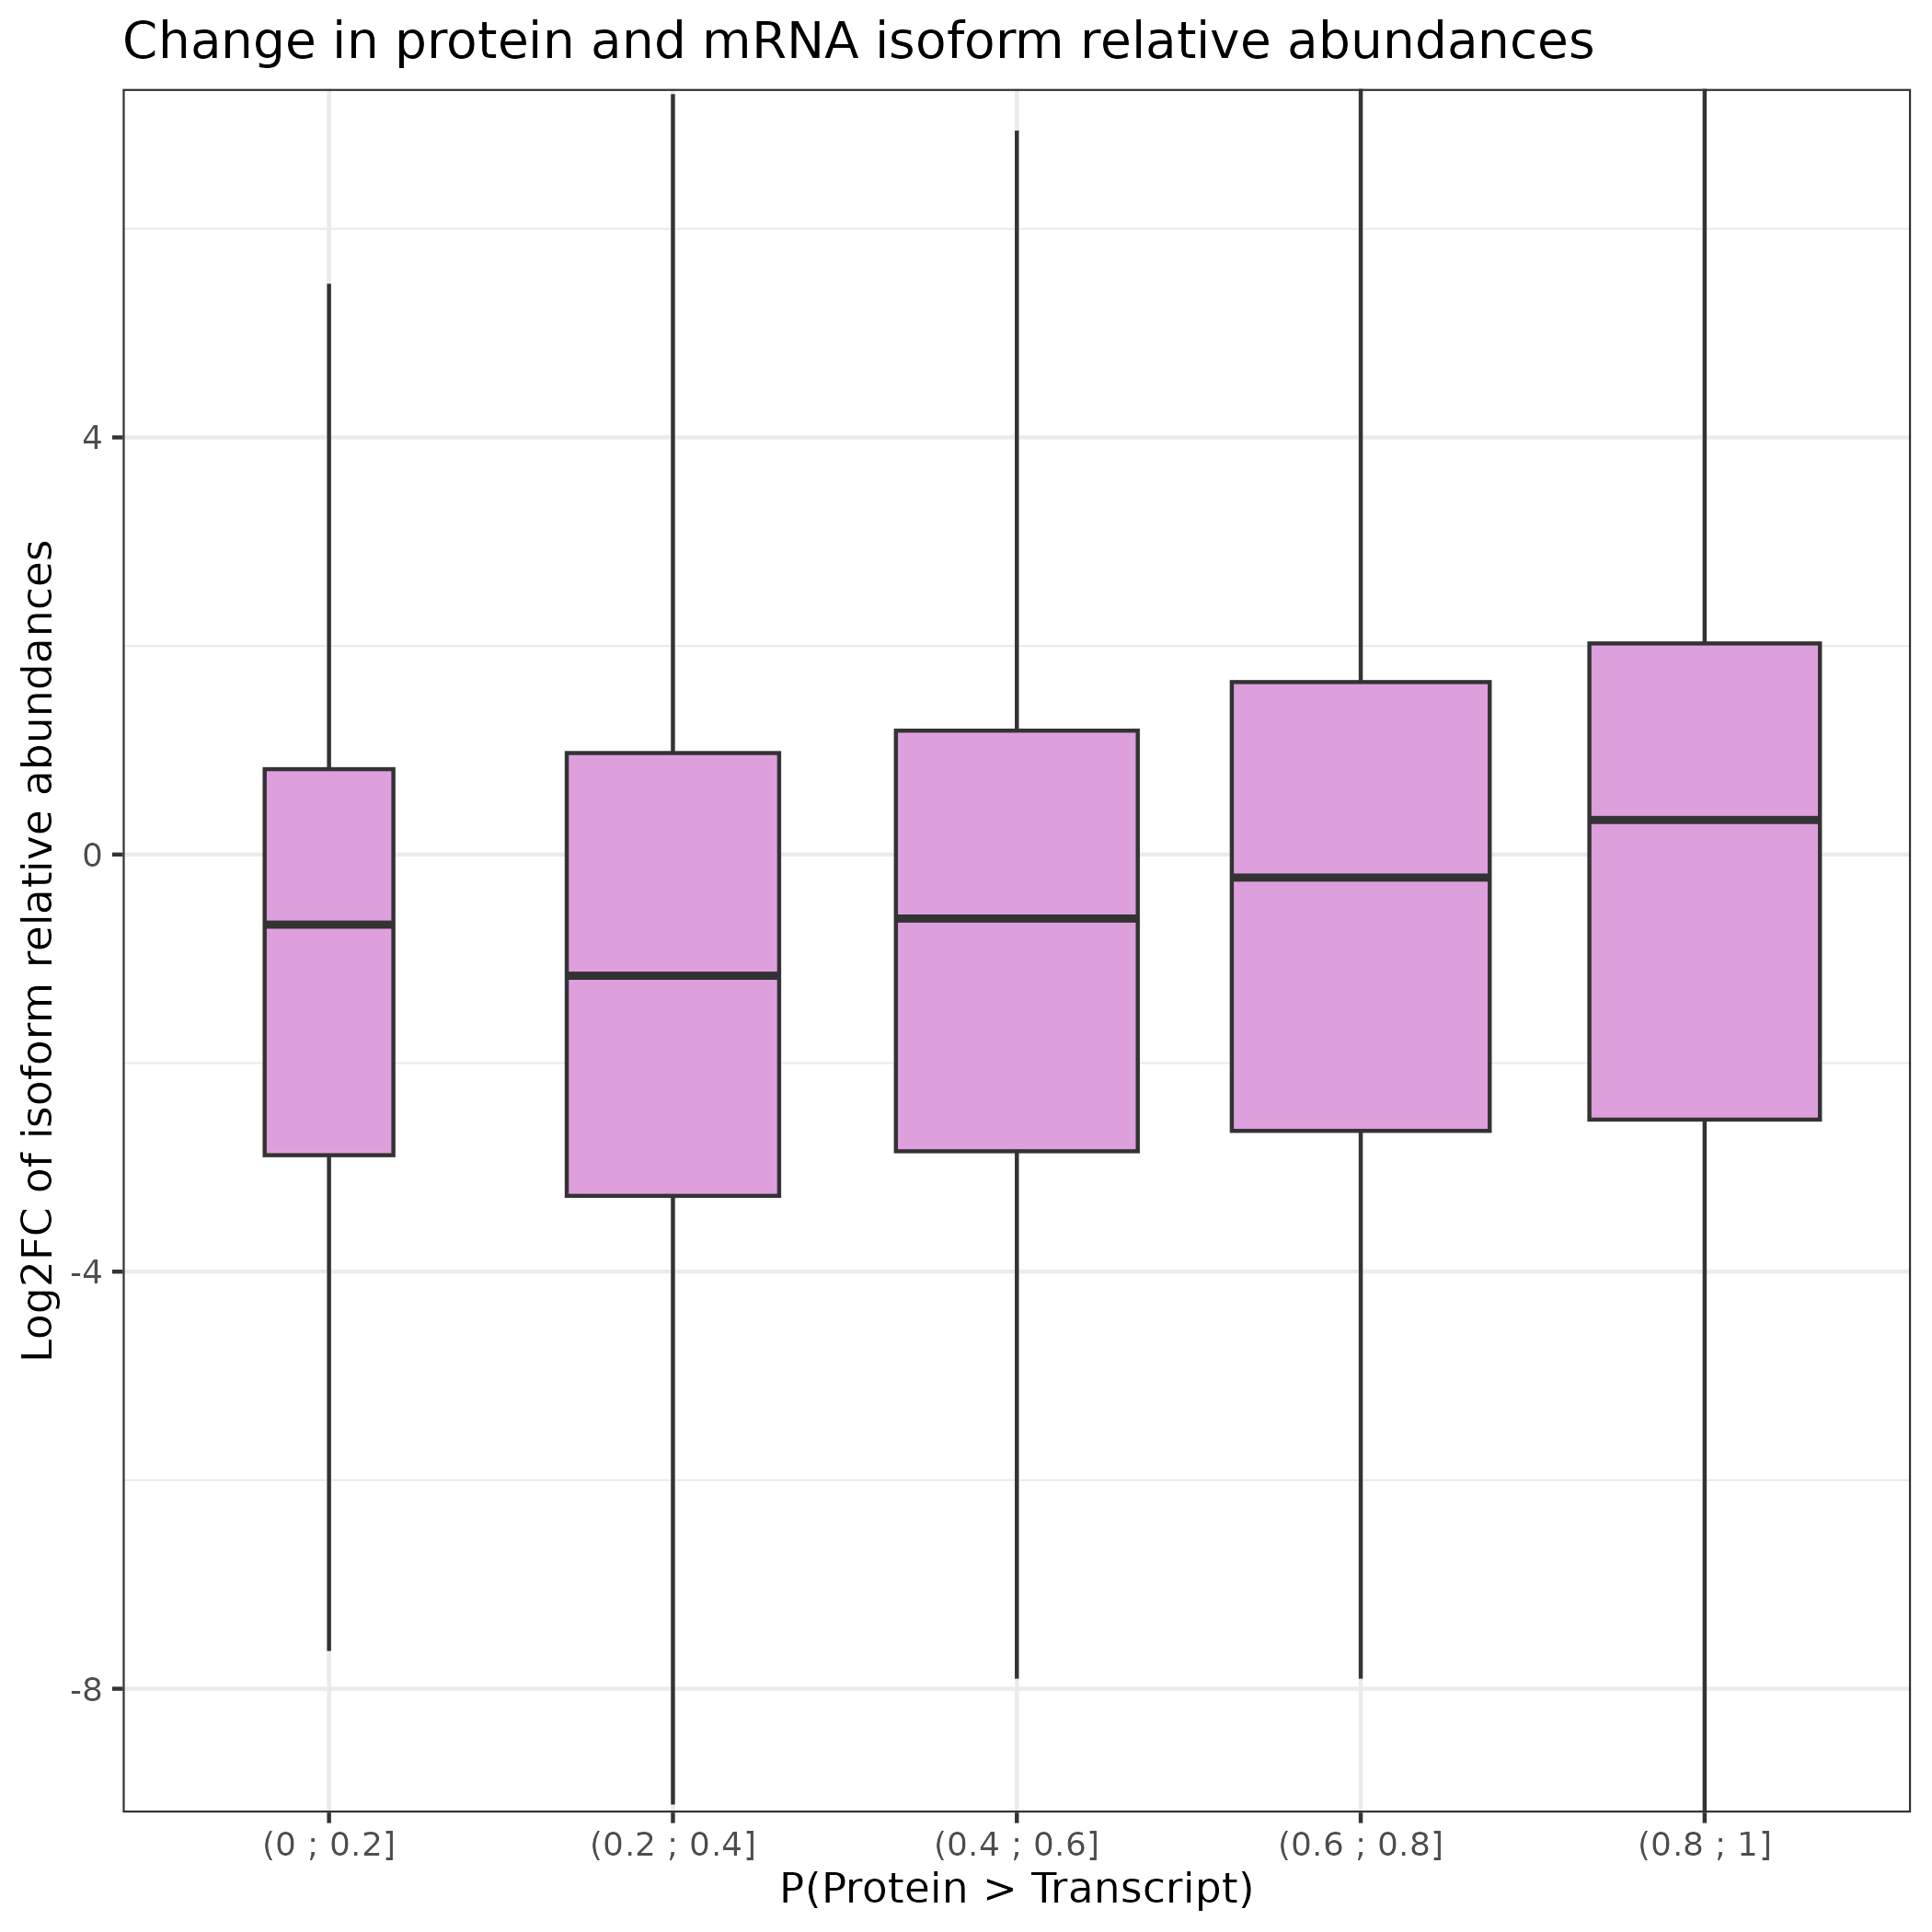 Change in protein and mRNA isoform relative abundances
Log2FC of isoform relative abundances
4
0
-4
-8
(0 ; 0.2]
(0.2 ; 0.4]
(0.4 ; 0.6]
(0.6 ; 0.8]
(0.8 ; 1]
P(Protein > Transcript)